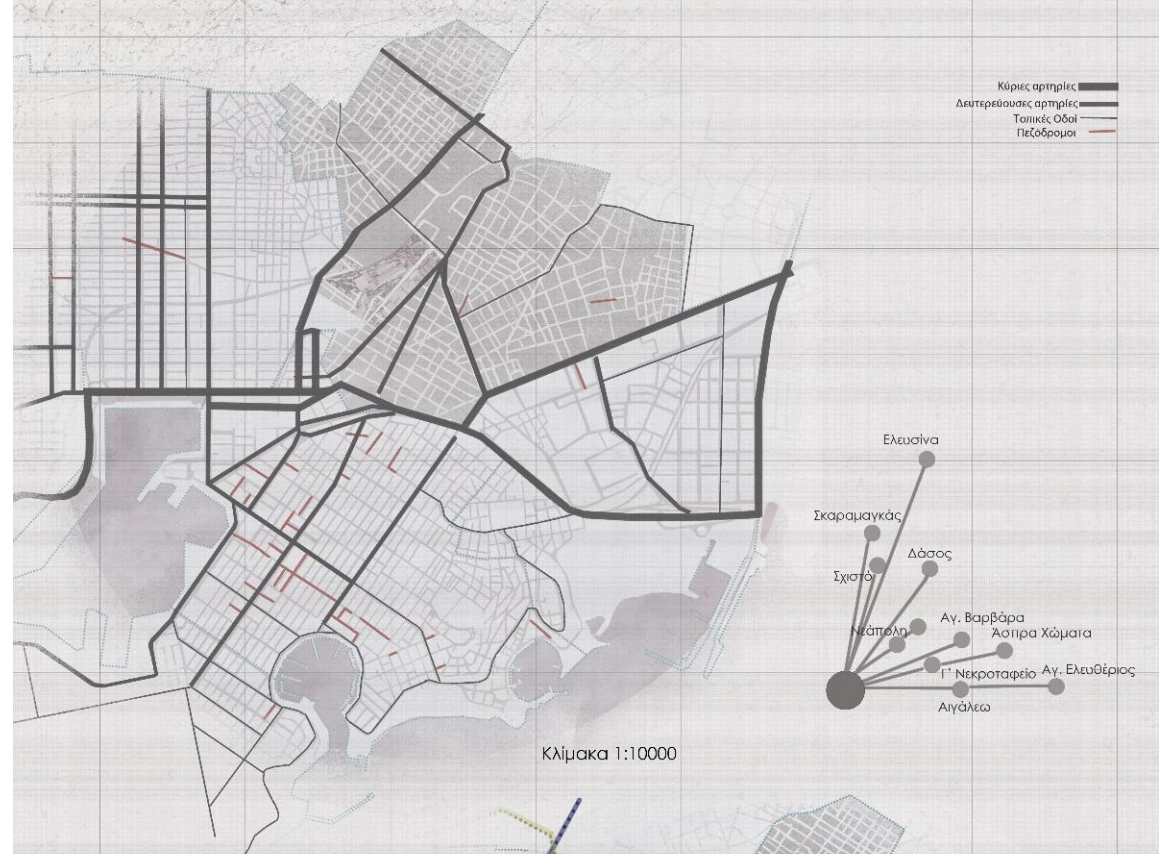 Κύριες αρτηρίες
Δευτερεύουσες αρτηρίες
Τοπικές Οδοί
Πεζόδρομοι
Ελευσίνα
Σκαραμαγκάς
Δάσος
Σχιστό
Αγ. Βαρβάρα
Νεάπολη
Άσπρα Χώματα
Γ' Νεκροταφείο
Αγ. Ελευθέριος
Αιγάλεω
Κλίμακα 1:10000